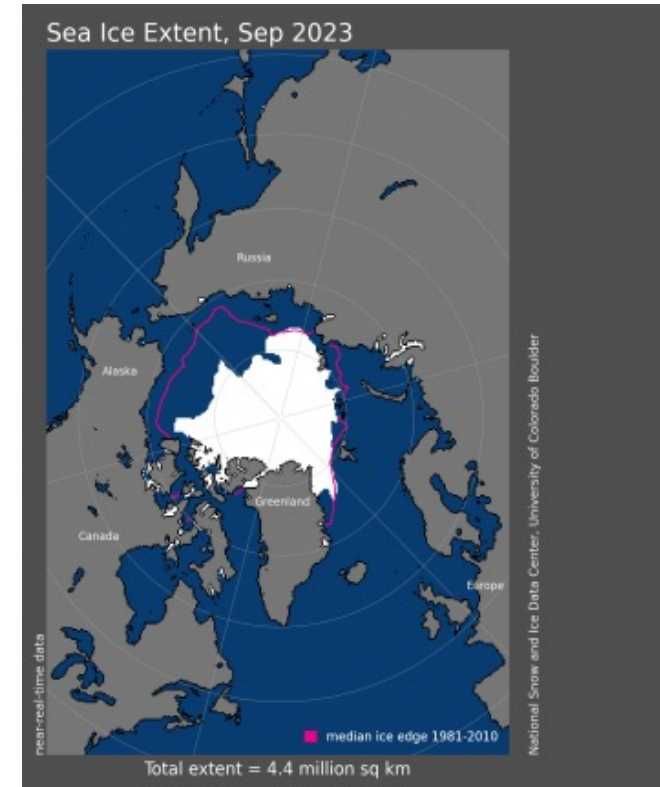 Sea Ice Extent, Sep 2023
Russia
Alaska
Greenland
Canada
Europe
near-real-time data
National Snow and Ice Data Center, University of Colorado Boulder
median ice edge 1981-2010
Total extent = 4.4 million sq km